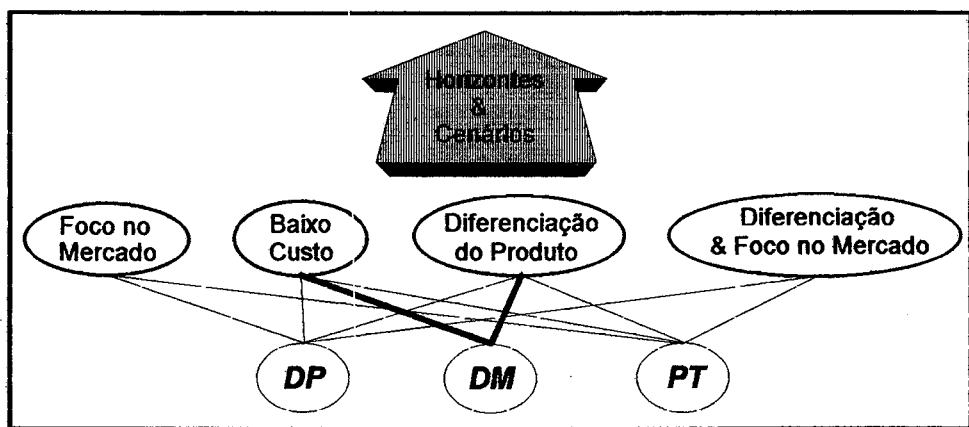 Horizontes
&
Cenários
Foco no
Mercado
Baixo
Custo
Diferenciação
do Produto
Diferenciação
& Foco no Mercado
DP
DM
PT